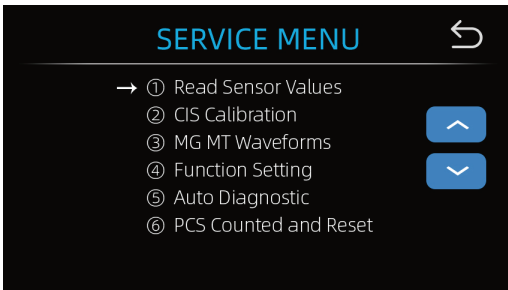 SERVICE MENU
→ ① Read Sensor Values
② CIS Calibration
③ MG MT Waveforms
④ Function Setting
⑤ Auto Diagnostic
⑥ PCS Counted and Reset